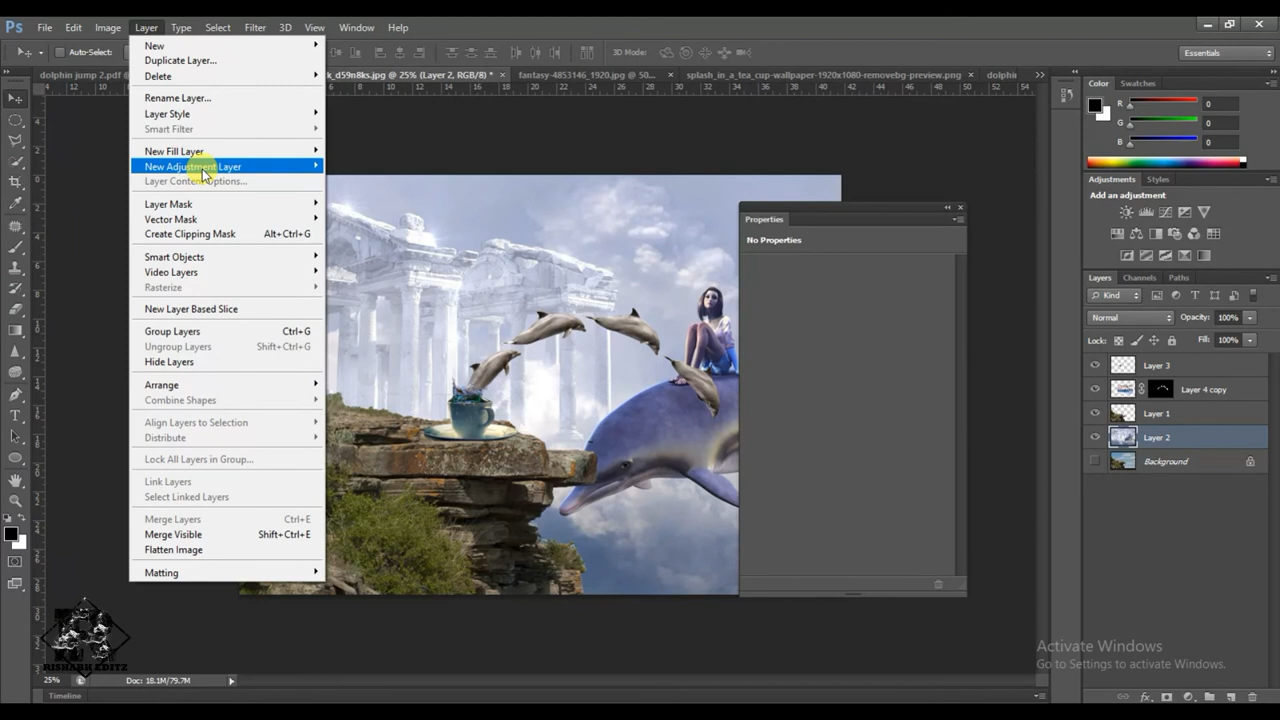 Ps File Edit Image Layer Type Select Filter 3D View Window Help
Auto-Select: 3D Mode: Essentials
dolphin jump 2.pdf k_d59n8ks.jpg @ 25% (Layer 2, RGB/8) * × fantasy-4853146_1920.jpg @ 50... × splash_in_a_tea_cup-wallpaper-1920x1080-removebg-preview.png × dolphin
New
Duplicate Layer...
Delete
Rename Layer...
Layer Style
Smart Filter
New Fill Layer
New Adjustment Layer
Layer Content Options...
Layer Mask
Vector Mask
Create Clipping Mask Alt+Ctrl+G
Smart Objects
Video Layers
Rasterize
New Layer Based Slice
Group Layers Ctrl+G
Ungroup Layers Shift+Ctrl+G
Hide Layers
Arrange
Combine Shapes
Align Layers to Selection
Distribute
Lock All Layers in Group...
Link Layers
Select Linked Layers
Merge Layers Ctrl+E
Merge Visible Shift+Ctrl+E
Flatten Image
Matting
Properties
No Properties
Color Swatches
R 0
G 0
B 0
Adjustments Styles
Add an adjustment
Layers Channels Paths
Kind
Normal Opacity: 100%
Lock: Fill: 100%
Layer 3
Layer 4 copy
Layer 1
Layer 2
Background
RISHABH EDITZ
Activate Windows
Go to Settings to activate Windows.
25% Doc: 18.1M/79.7M
Timeline